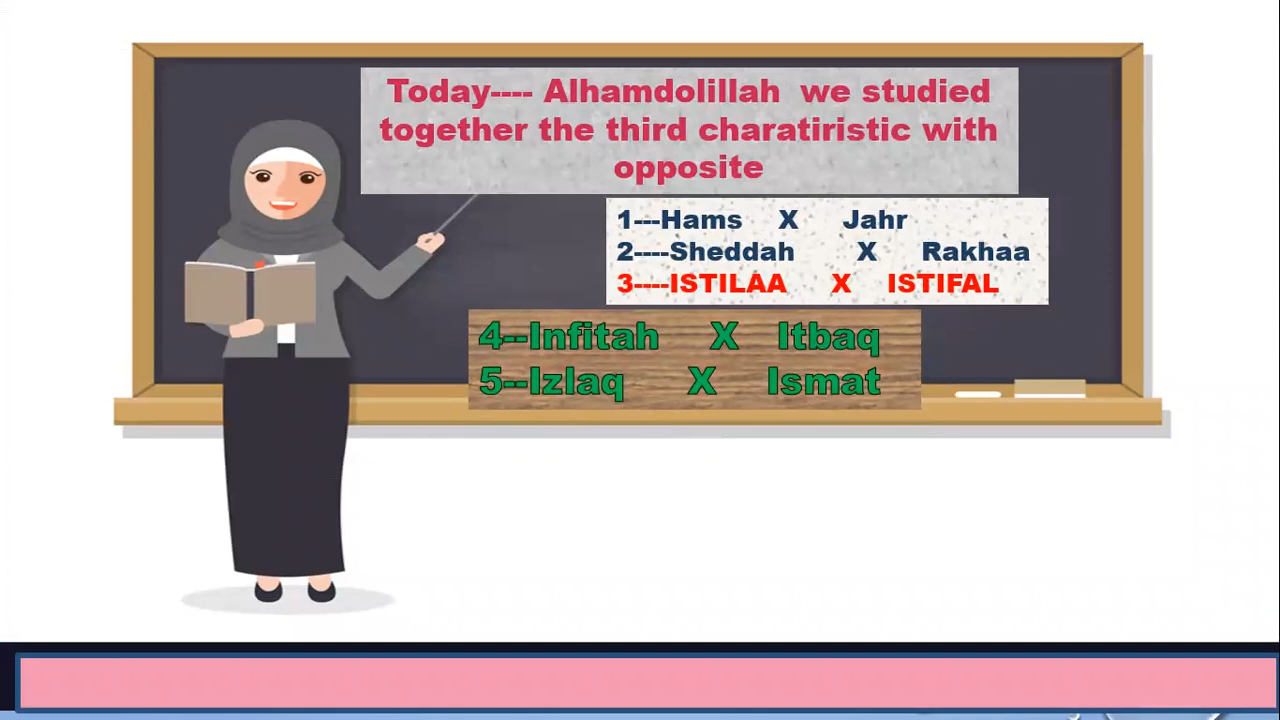 Today---- Alhamdolillah we studied
together the third charatiristic with
opposite
1---Hams X Jahr
2----Sheddah X Rakhaa
3----ISTILAA X ISTIFAL
4--Infitah X Itbaq
5--Izlaq X Ismat